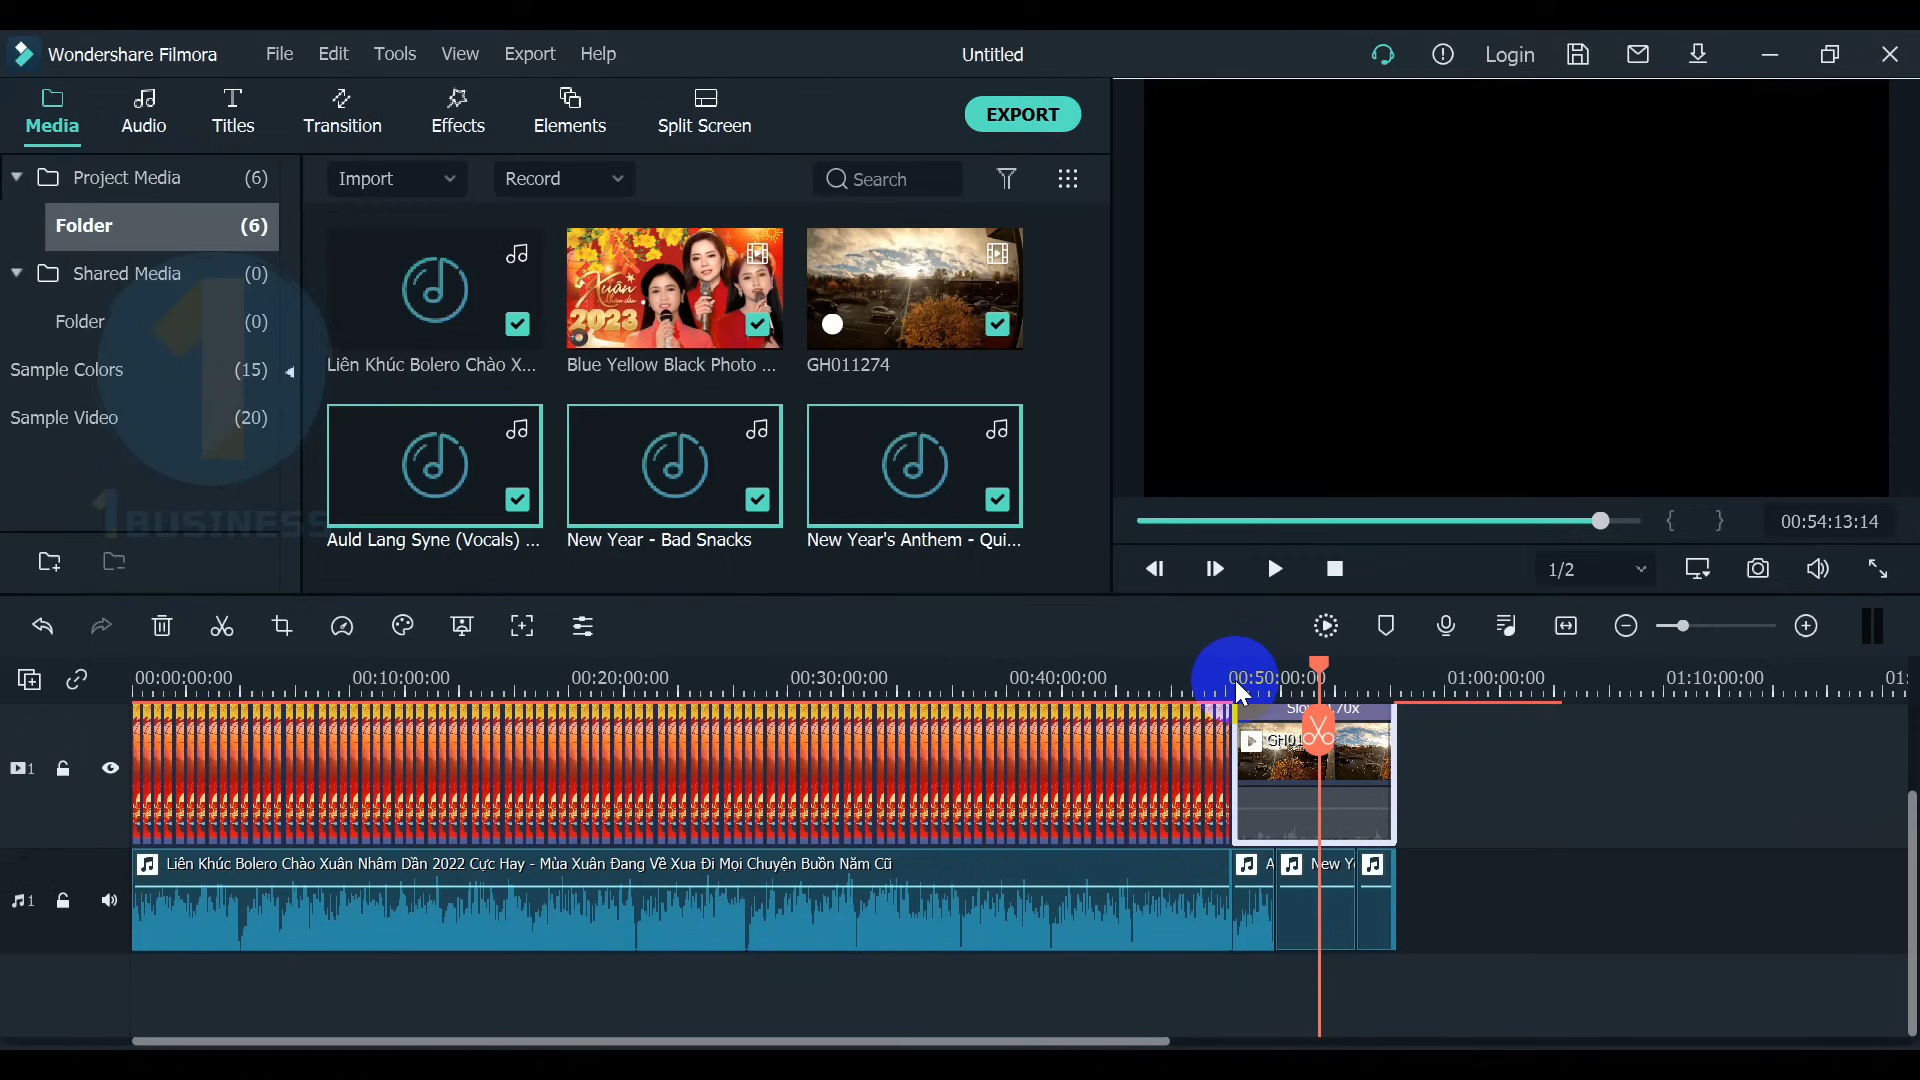 Wondershare Filmora File Edit Tools View Export Help Untitled Login
Media Audio Titles Transition Effects Elements Split Screen EXPORT
Project Media (6)
Folder (6)
Shared Media (0)
Folder (0)
Sample Colors (15)
Sample Video (20)
1BUSINESS
Import Record Search
Xuân
2023
Liên Khúc Bolero Chào X... Blue Yellow Black Photo ... GH011274
Auld Lang Syne (Vocals) ... New Year - Bad Snacks New Year's Anthem - Qui...
00:54:13:14
1/2
00:00:00:00 00:10:00:00 00:20:00:00 00:30:00:00 00:40:00:00 00:50:00:00 01:00:00:00 01:10:00:00 01:
1
GH01
1
Liên Khúc Bolero Chào Xuân Nhâm Dần 2022 Cực Hay - Mùa Xuân Đang Về Xua Đi Mọi Chuyện Buồn Năm Cũ A New Y